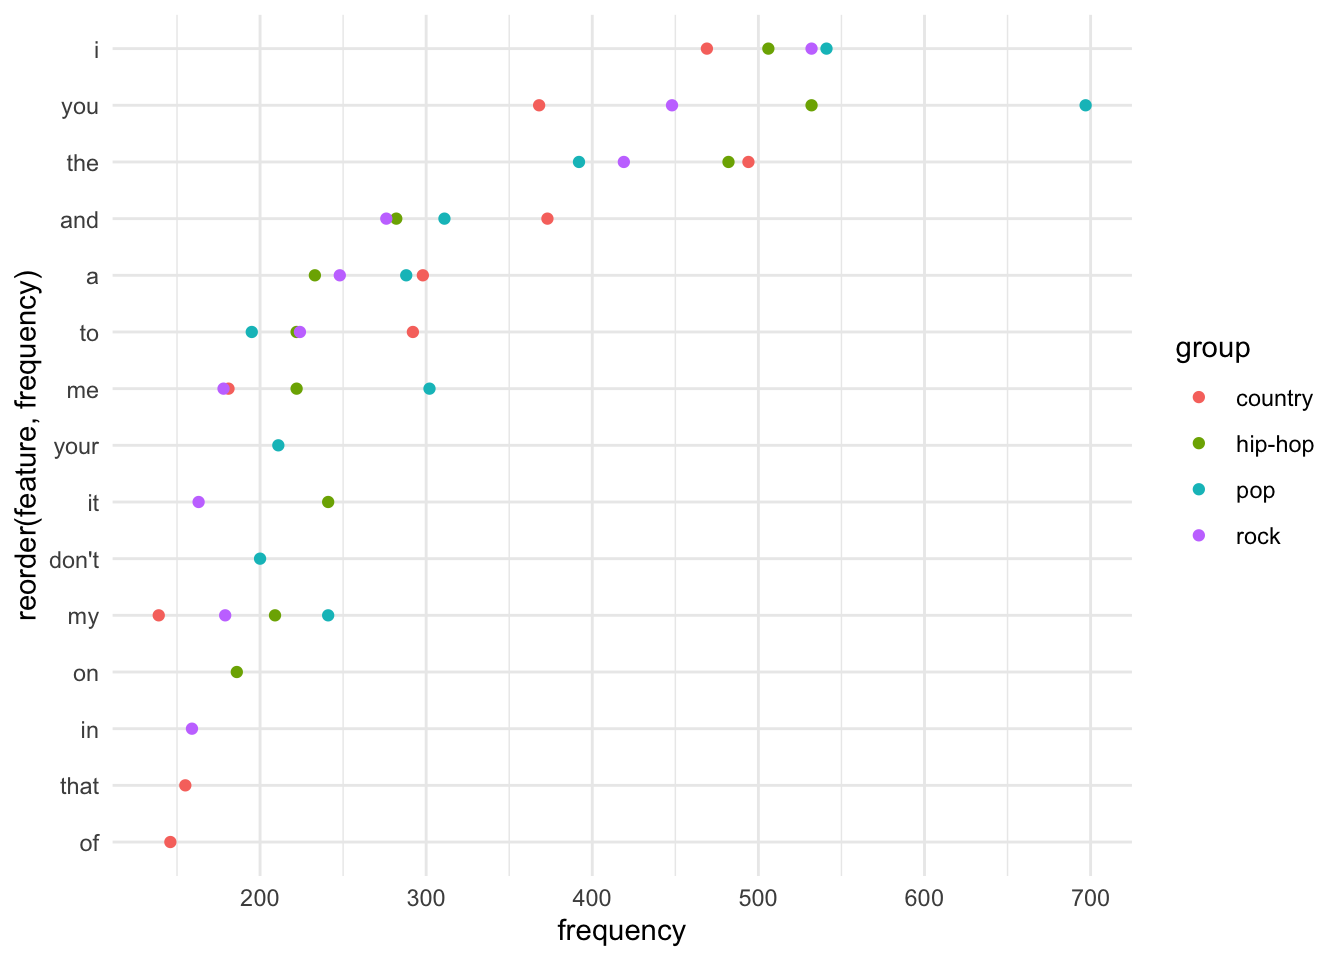 i
you
the
and
a
to
me
your
it
don't
my
on
in
that
of
reorder(feature, frequency)
200 300 400 500 600 700
frequency
group
country
hip-hop
pop
rock